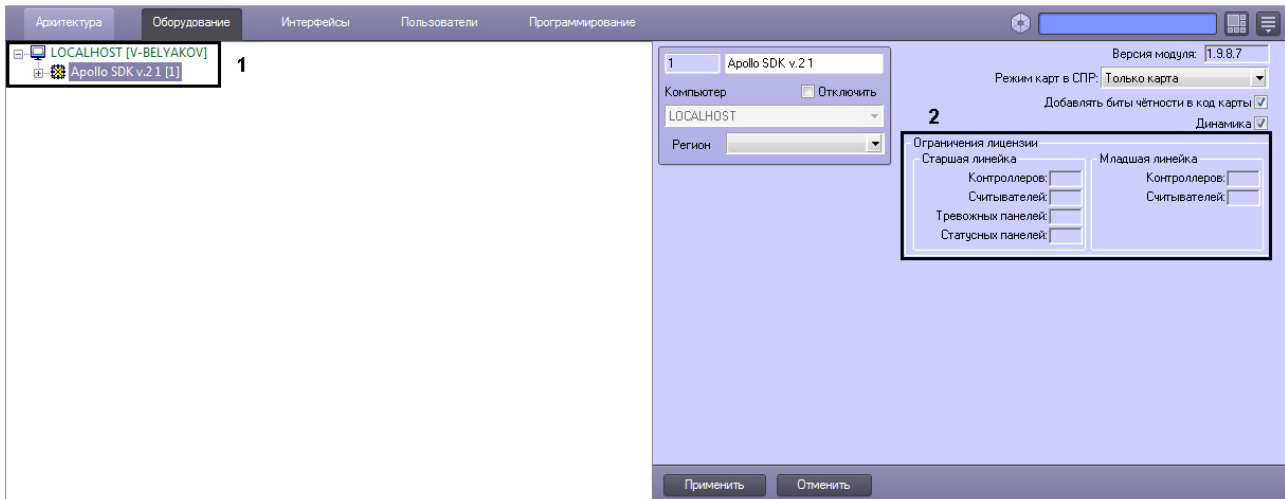 Архитектура Оборудование Интерфейсы Пользователи Программирование
LOCALHOST [V-BELYAKOV]
Apollo SDK v.2 1 [1]
1
1 Apollo SDK v.2 1
Компьютер Отключить
LOCALHOST
Регион
Версия модуля: 1.9.8.7
Режим карт в СПР: Только карта
Добавлять биты чётности в код карты
2
Динамика
Ограничения лицензии
Старшая линейка
Контроллеров:
Считывателей:
Тревожных панелей:
Статусных панелей:
Младшая линейка
Контроллеров:
Считывателей:
Применить Отменить